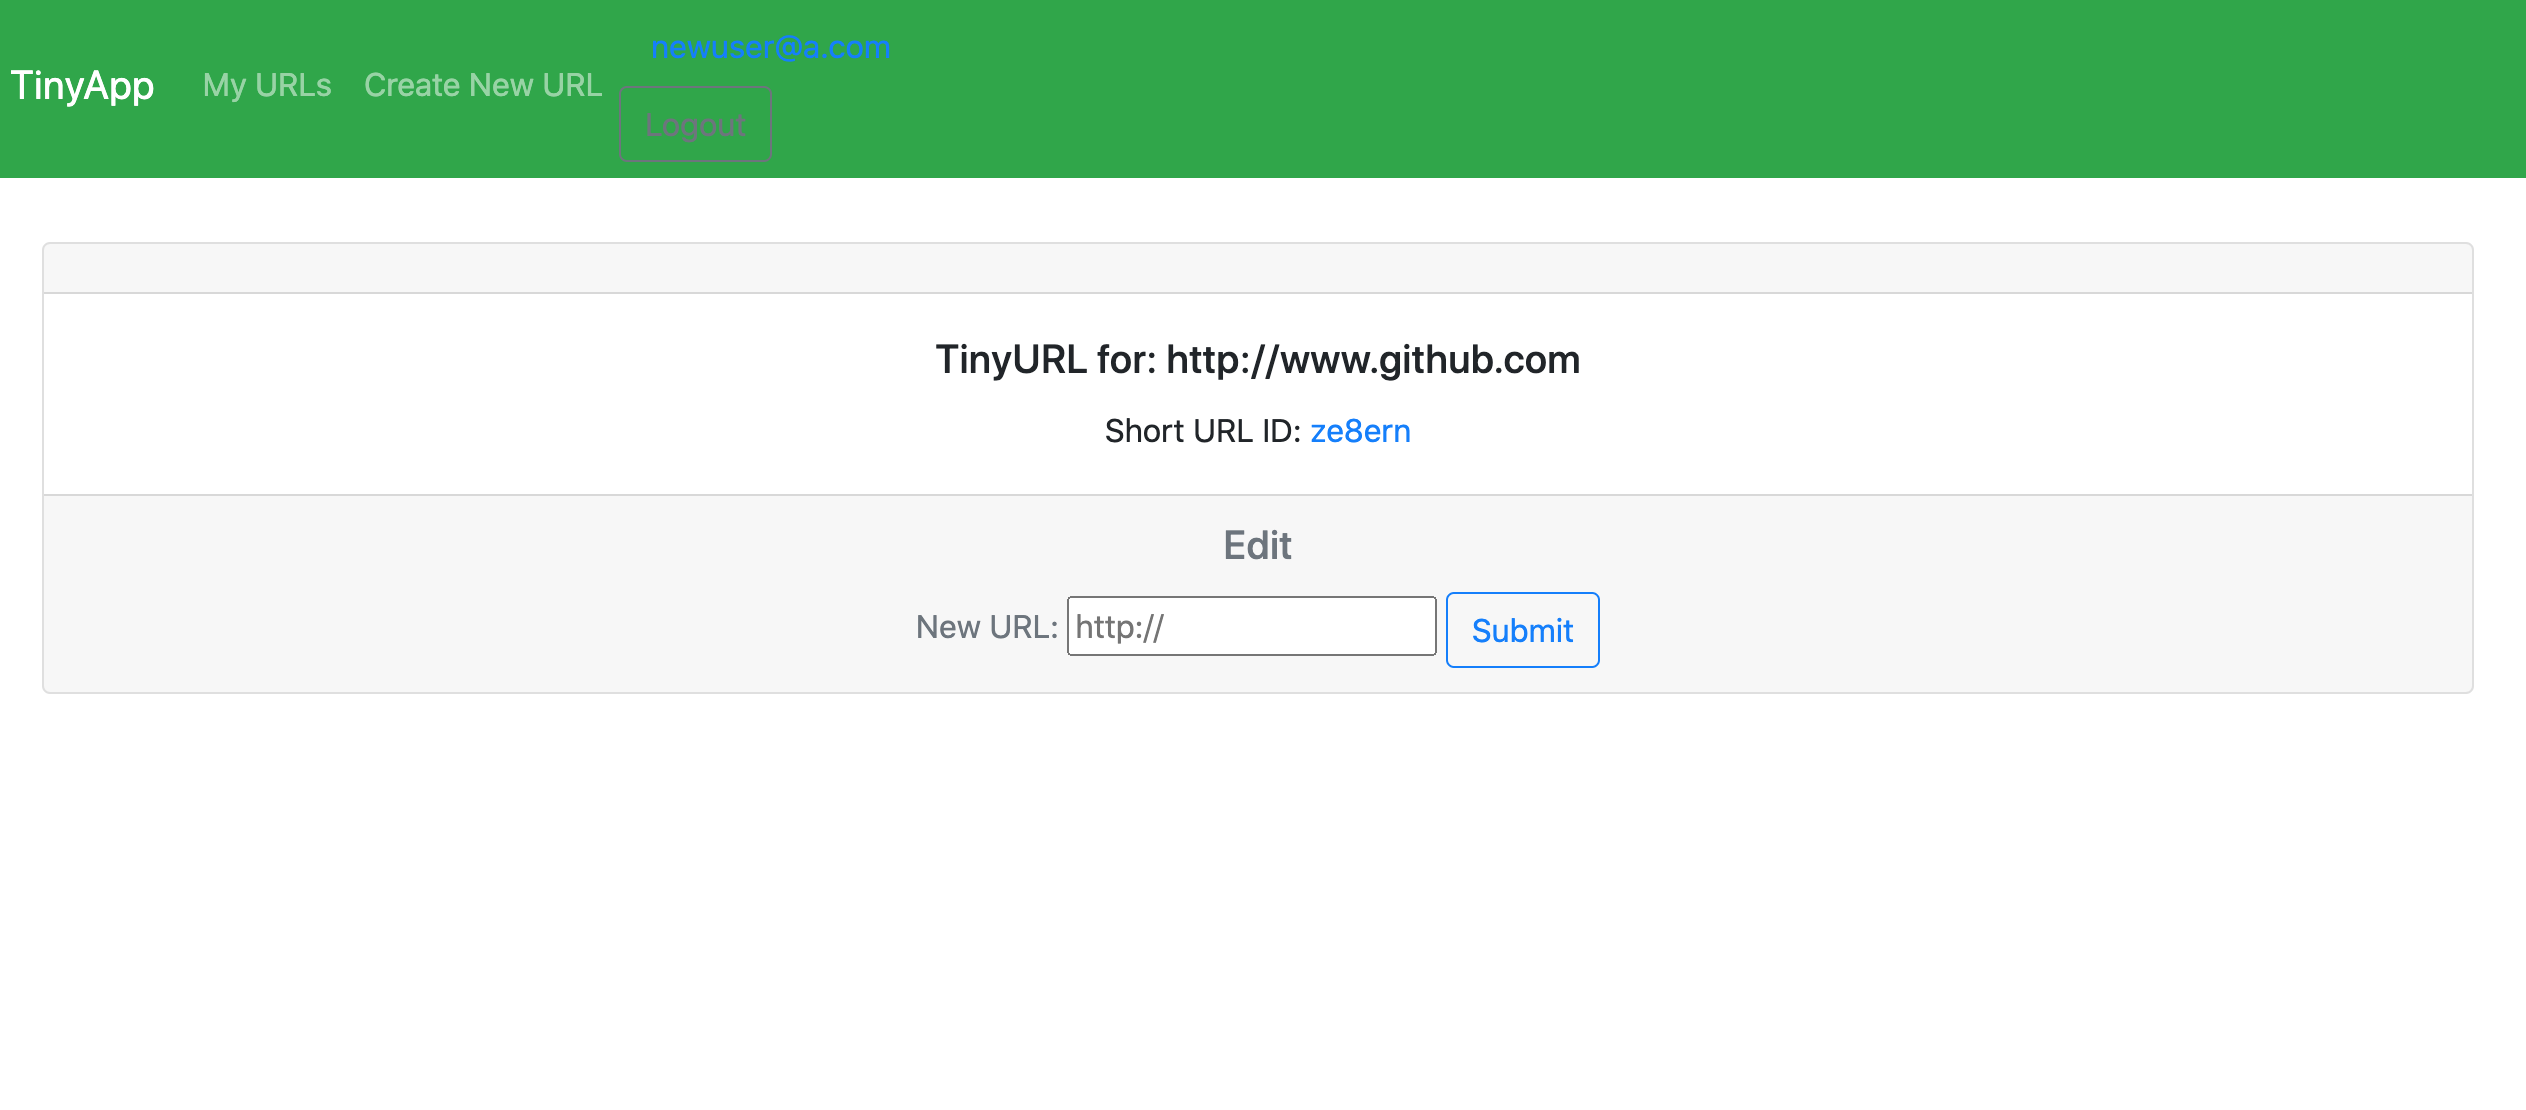 TinyApp My URLs Create New URL
newuser@a.com
Logout
TinyURL for: http://www.github.com
Short URL ID: ze8ern
Edit
New URL: http:// Submit